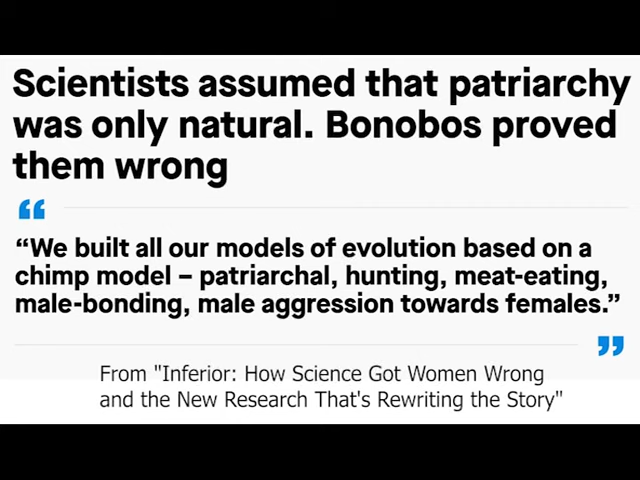 Scientists assumed that patriarchy
was only natural. Bonobos proved
them wrong
“
“We built all our models of evolution based on a
chimp model – patriarchal, hunting, meat-eating,
male-bonding, male aggression towards females.”
”
From "Inferior: How Science Got Women Wrong
and the New Research That's Rewriting the Story"